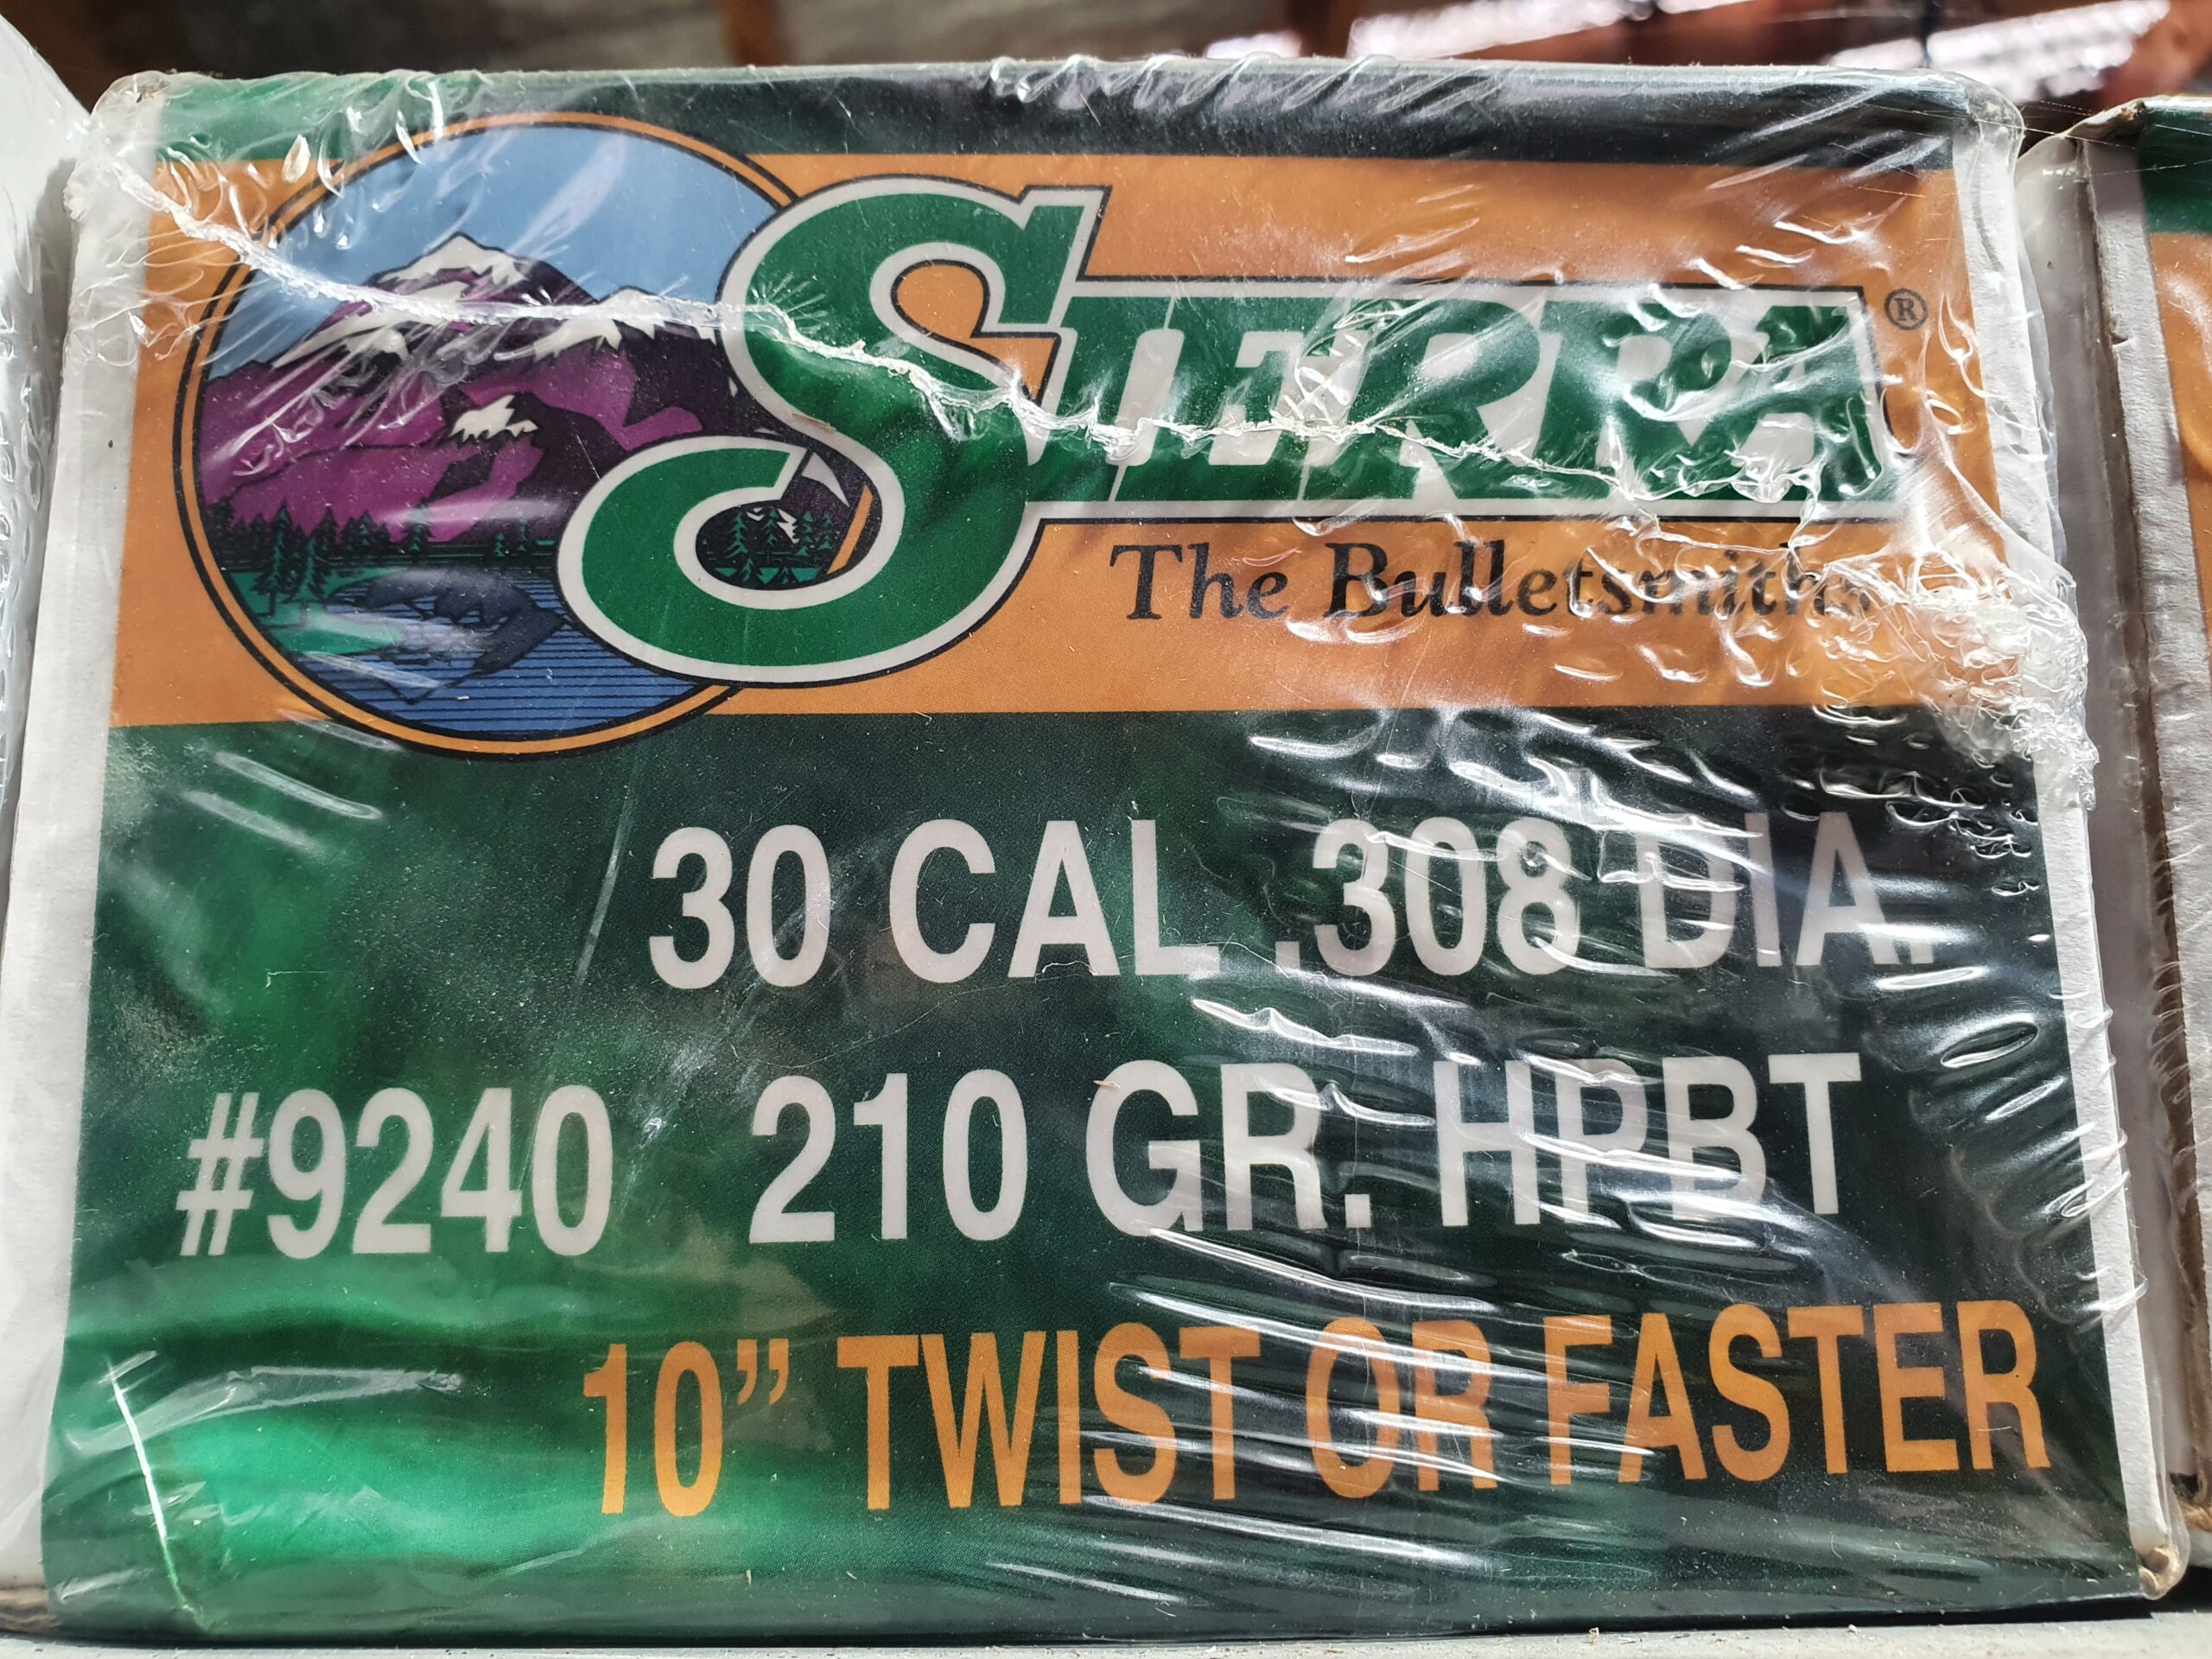 SIERRA®
The Bulletsmiths
30 CAL. .308 DIA.
#9240 210 GR. HPBT
10” TWIST OR FASTER